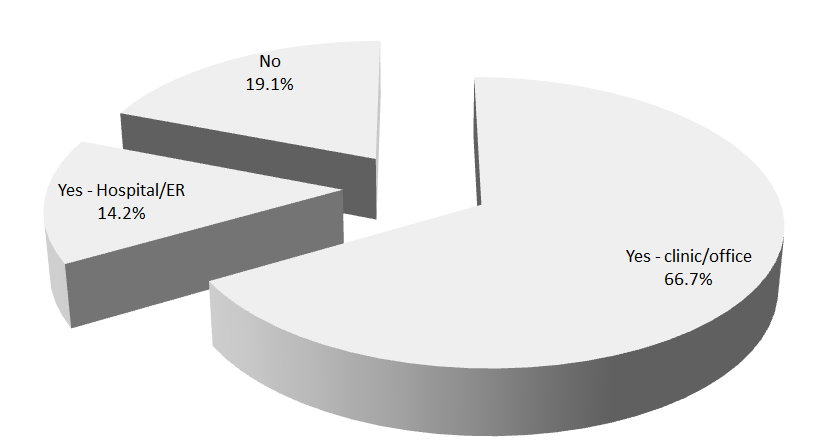 No
19.1%
Yes - Hospital/ER
14.2%
Yes - clinic/office
66.7%